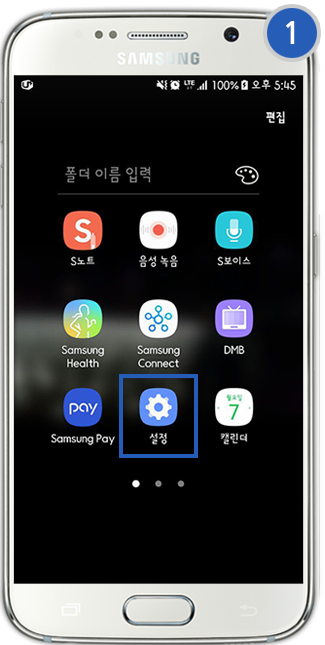 1
SAMSUNG
LTE 100% 오후 5:45
편집
폴더 이름 입력
S
S노트
음성 녹음
S보이스
Samsung
Health
Samsung
Connect
DMB
pay
Samsung Pay
설정
월요일
7
캘린더